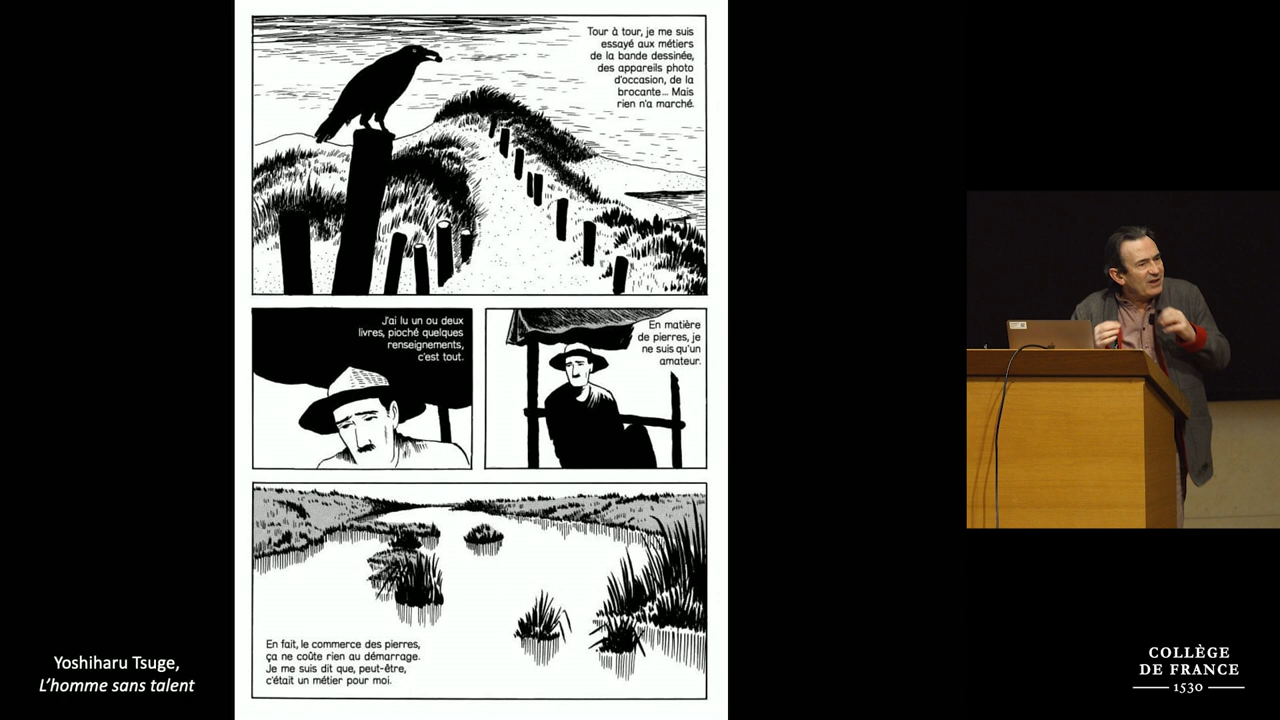 Tour à tour, je me suis
essayé aux métiers
de la bande dessinée,
des appareils photo
d'occasion, de la
brocante... Mais
rien n'a marché.
J'ai lu un ou deux
livres, pioché quelques
renseignements,
c'est tout.
En matière
de pierres, je
ne suis qu'un
amateur.
En fait, le commerce des pierres,
ça ne coûte rien au démarrage.
Je me suis dit que, peut-être,
c'était un métier pour moi.
Yoshiharu Tsuge,
L'homme sans talent
COLLÈGE
DE FRANCE
1530